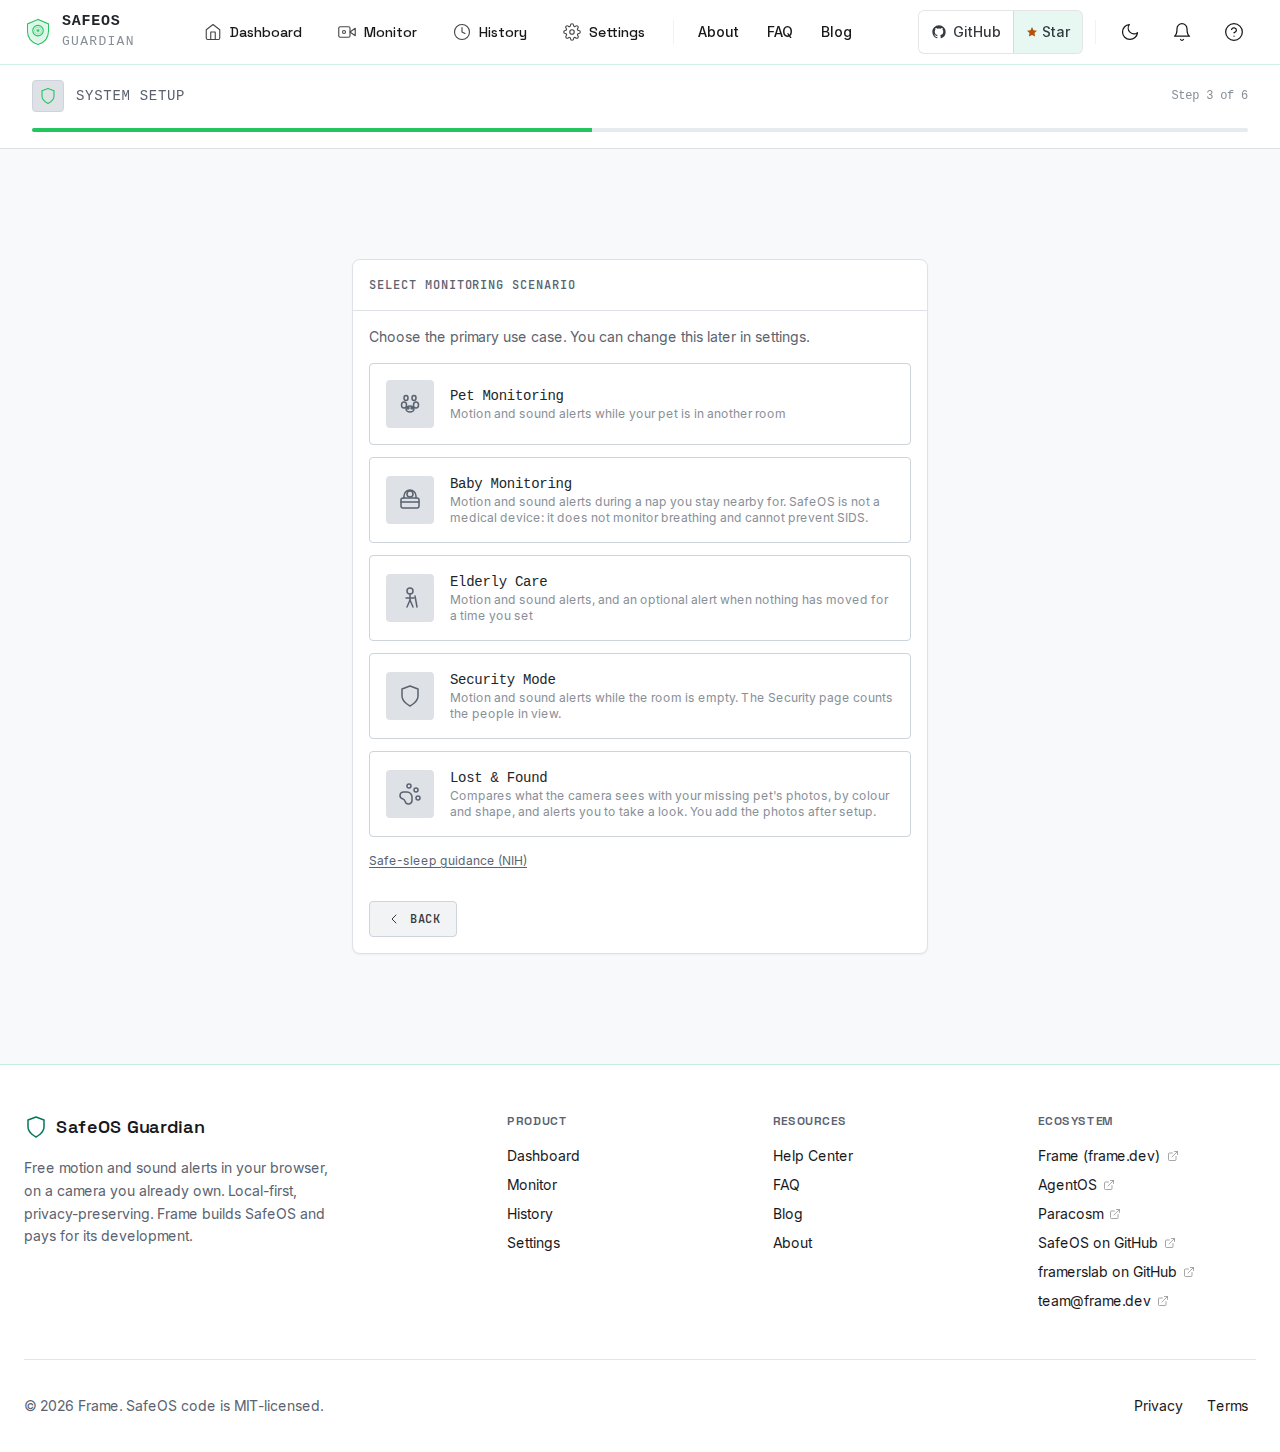 SAFEOS
GUARDIAN
Dashboard
Monitor
History
Settings
About
FAQ
Blog
GitHub
Star
SYSTEM SETUP
Step 3 of 6
SELECT MONITORING SCENARIO
Choose the primary use case. You can change this later in settings.
Pet Monitoring
Motion and sound alerts while your pet is in another room
Baby Monitoring
Motion and sound alerts during a nap you stay nearby for. SafeOS is not a
medical device: it does not monitor breathing and cannot prevent SIDS.
Elderly Care
Motion and sound alerts, and an optional alert when nothing has moved for
a time you set
Security Mode
Motion and sound alerts while the room is empty. The Security page counts
the people in view.
Lost & Found
Compares what the camera sees with your missing pet's photos, by colour
and shape, and alerts you to take a look. You add the photos after setup.
Safe-sleep guidance (NIH)
BACK
SafeOS Guardian
Free motion and sound alerts in your browser,
on a camera you already own. Local-first,
privacy-preserving. Frame builds SafeOS and
pays for its development.
PRODUCT
Dashboard
Monitor
History
Settings
RESOURCES
Help Center
FAQ
Blog
About
ECOSYSTEM
Frame (frame.dev)
AgentOS
Paracosm
SafeOS on GitHub
framerslab on GitHub
team@frame.dev
© 2026 Frame. SafeOS code is MIT-licensed.
Privacy
Terms